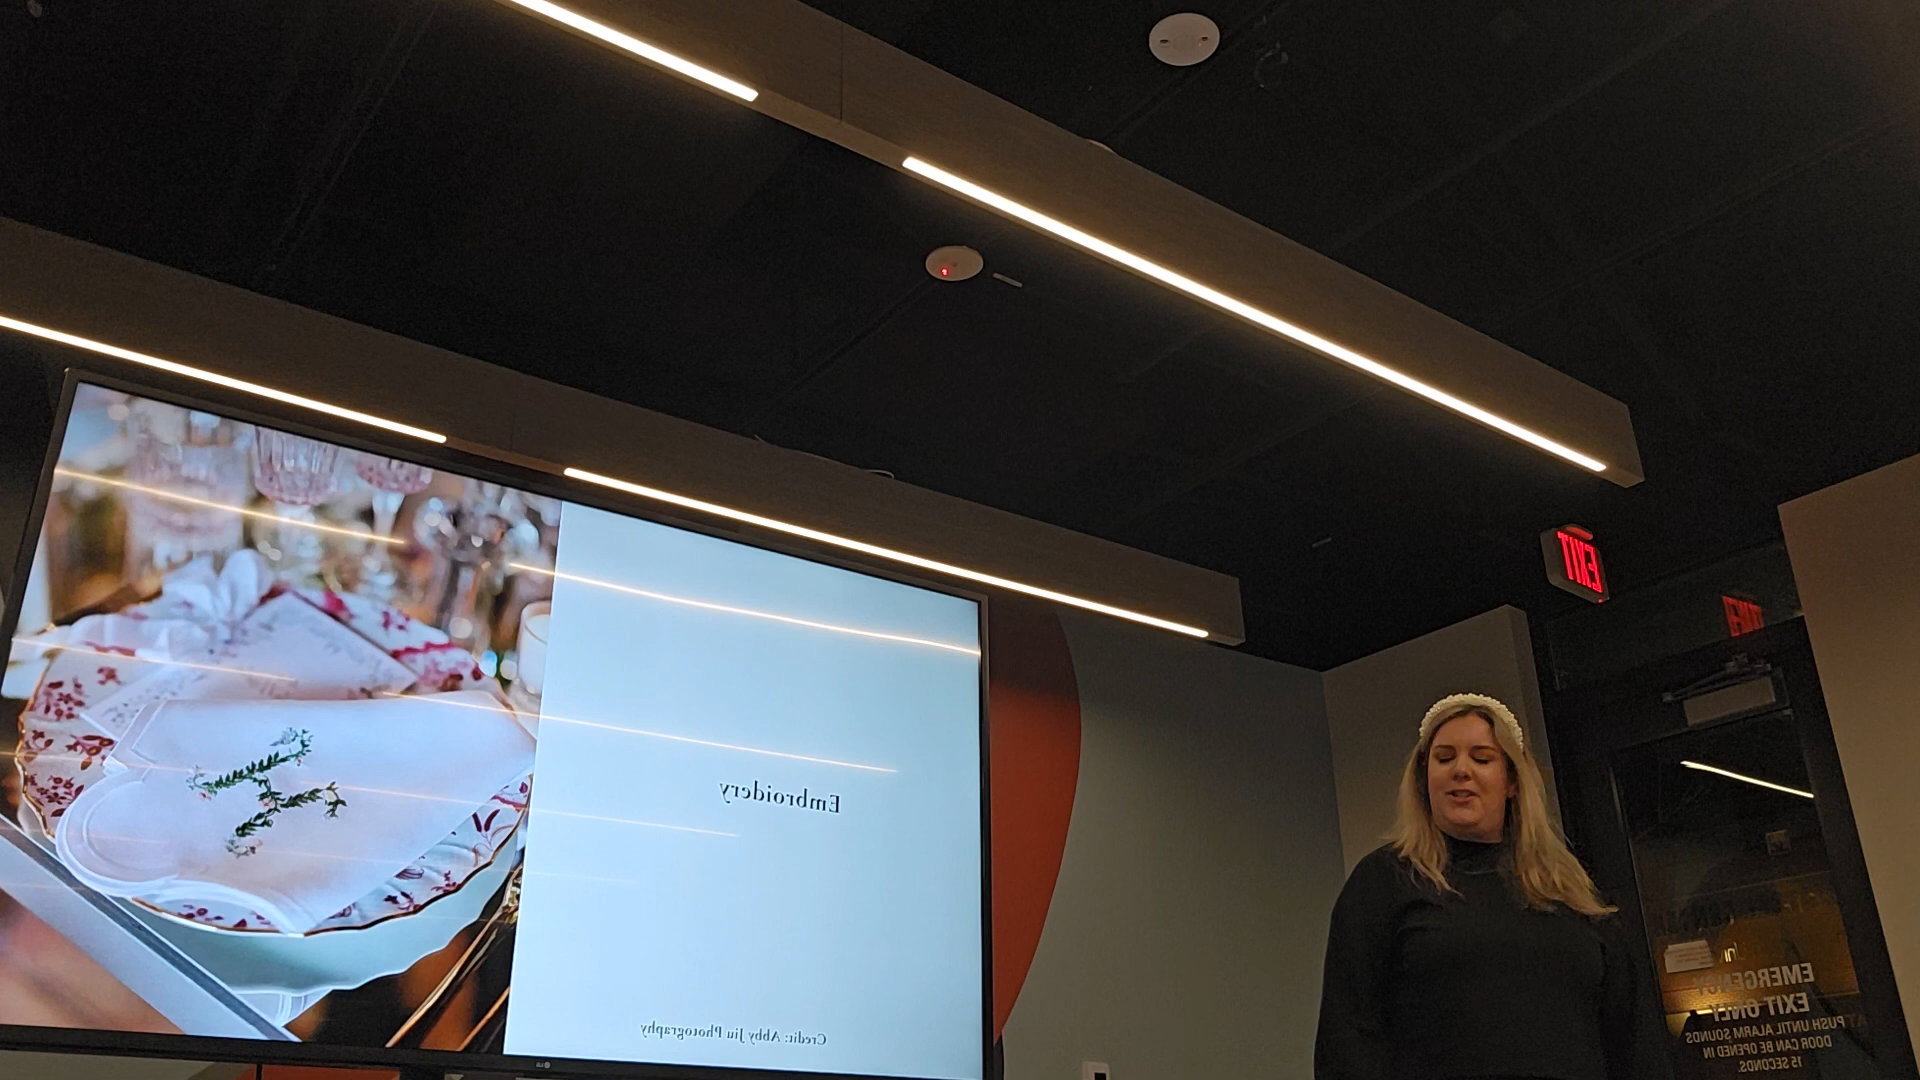 Embroidery
Credit: Abby Jiu Photography
EXIT
EXIT
EMERGENCY
EXIT ONLY
PUSH UNTIL ALARM SOUNDS
DOOR CAN BE OPENED IN
15 SECONDS.